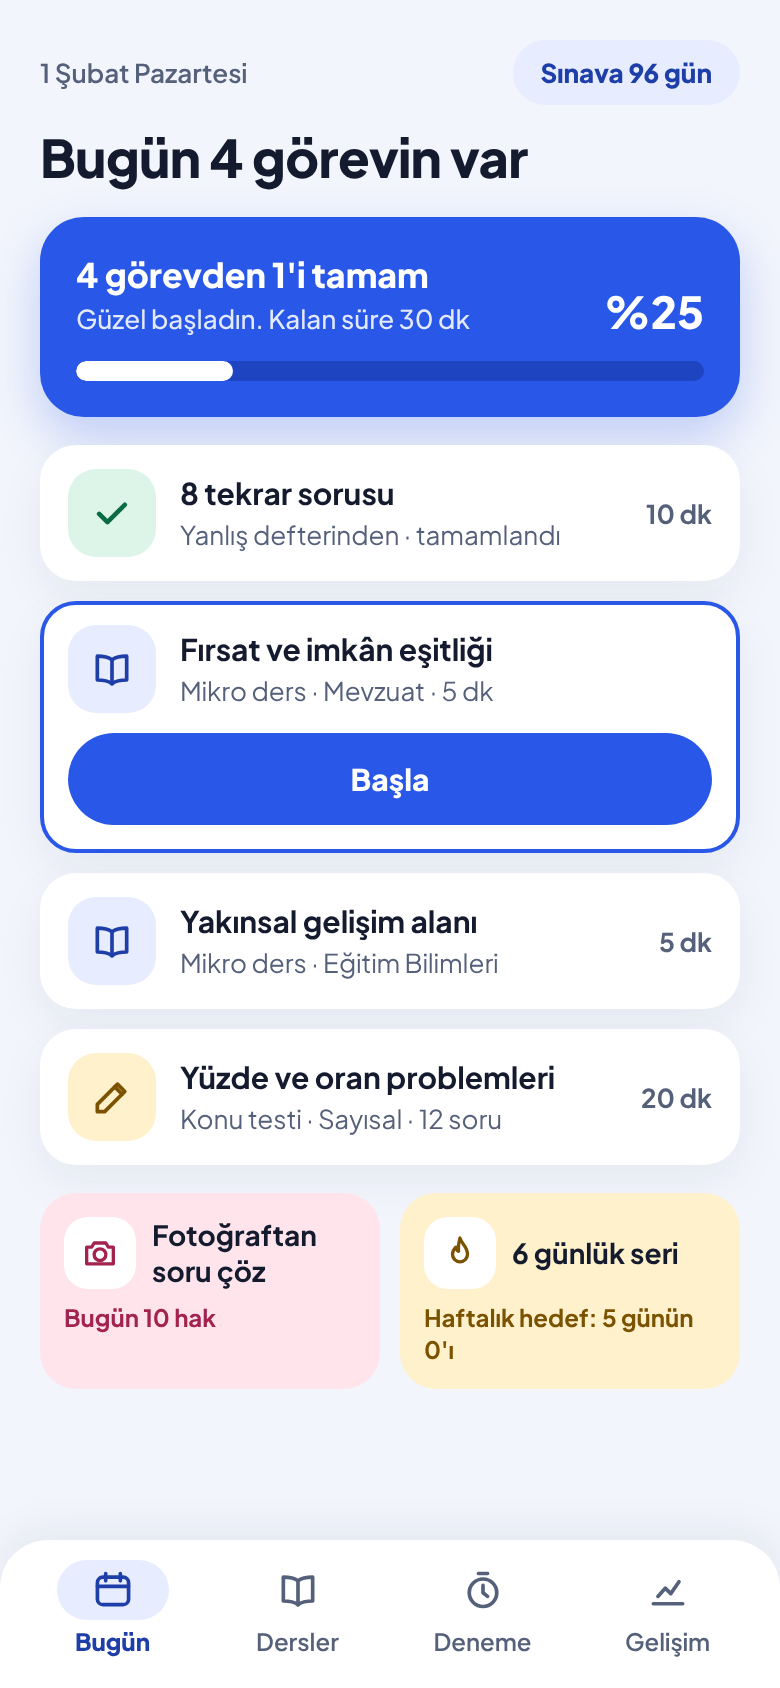 1 Şubat Pazartesi
Sınava 96 gün
Bugün 4 görevin var
4 görevden 1'i tamam
Güzel başladın. Kalan süre 30 dk
%25
8 tekrar sorusu
Yanlış defterinden · tamamlandı
10 dk
Fırsat ve imkân eşitliği
Mikro ders · Mevzuat · 5 dk
Başla
Yakınsal gelişim alanı
Mikro ders · Eğitim Bilimleri
5 dk
Yüzde ve oran problemleri
Konu testi · Sayısal · 12 soru
20 dk
Fotoğraftan
soru çöz
Bugün 10 hak
6 günlük seri
Haftalık hedef: 5 günün
0'ı
Bugün
Dersler
Deneme
Gelişim